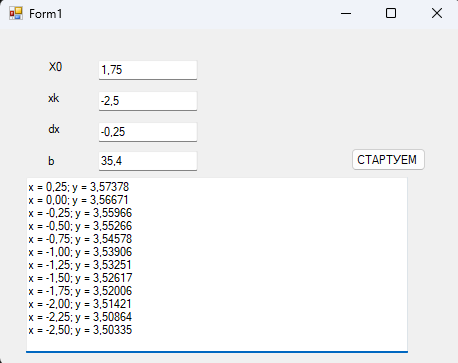 Form1
X0
1,75
xk
-2,5
dx
-0,25
b
35,4
СТАРТУЕМ
x = 0,25; y = 3,57378
x = 0,00; y = 3,56671
x = -0,25; y = 3,55966
x = -0,50; y = 3,55266
x = -0,75; y = 3,54578
x = -1,00; y = 3,53906
x = -1,25; y = 3,53251
x = -1,50; y = 3,52617
x = -1,75; y = 3,52006
x = -2,00; y = 3,51421
x = -2,25; y = 3,50864
x = -2,50; y = 3,50335